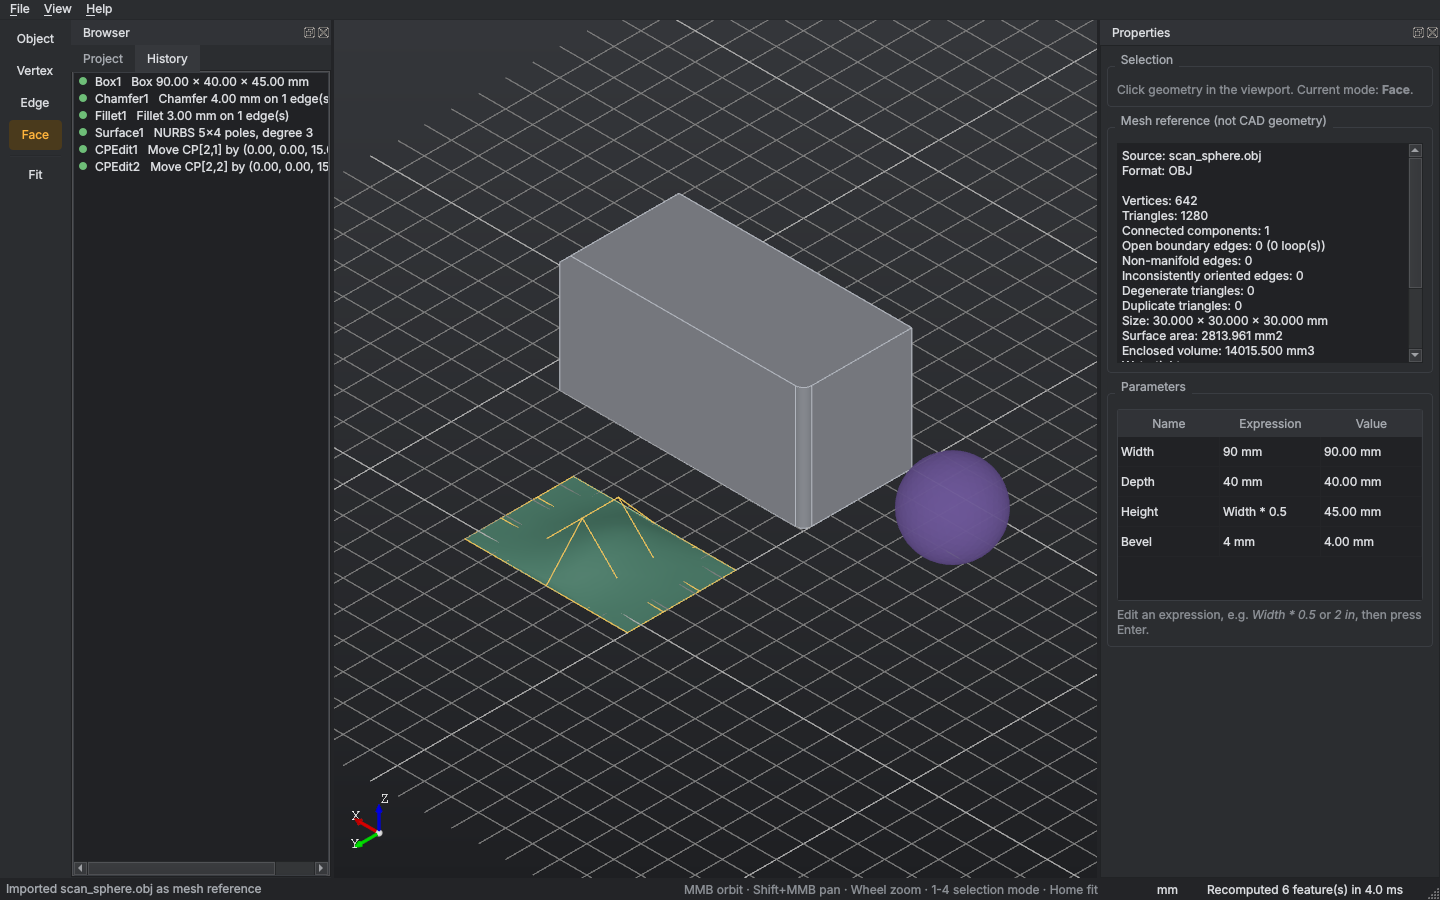 File View Help
Object
Vertex
Edge
Face
Fit
Browser
Project History
Box1 Box 90.00 × 40.00 × 45.00 mm
Chamfer1 Chamfer 4.00 mm on 1 edge(s
Fillet1 Fillet 3.00 mm on 1 edge(s)
Surface1 NURBS 5×4 poles, degree 3
CPEdit1 Move CP[2,1] by (0.00, 0.00, 15.
CPEdit2 Move CP[2,2] by (0.00, 0.00, 15
X
Y
Z
Properties
Selection
Click geometry in the viewport. Current mode: Face.
Mesh reference (not CAD geometry)
Source: scan_sphere.obj
Format: OBJ
Vertices: 642
Triangles: 1280
Connected components: 1
Open boundary edges: 0 (0 loop(s))
Non-manifold edges: 0
Inconsistently oriented edges: 0
Degenerate triangles: 0
Duplicate triangles: 0
Size: 30.000 × 30.000 × 30.000 mm
Surface area: 2813.961 mm2
Enclosed volume: 14015.500 mm3
Parameters
Name Expression Value
Width 90 mm 90.00 mm
Depth 40 mm 40.00 mm
Height Width * 0.5 45.00 mm
Bevel 4 mm 4.00 mm
Edit an expression, e.g. Width * 0.5 or 2 in, then press
Enter.
Imported scan_sphere.obj as mesh reference
MMB orbit · Shift+MMB pan · Wheel zoom · 1-4 selection mode · Home fit
mm
Recomputed 6 feature(s) in 4.0 ms